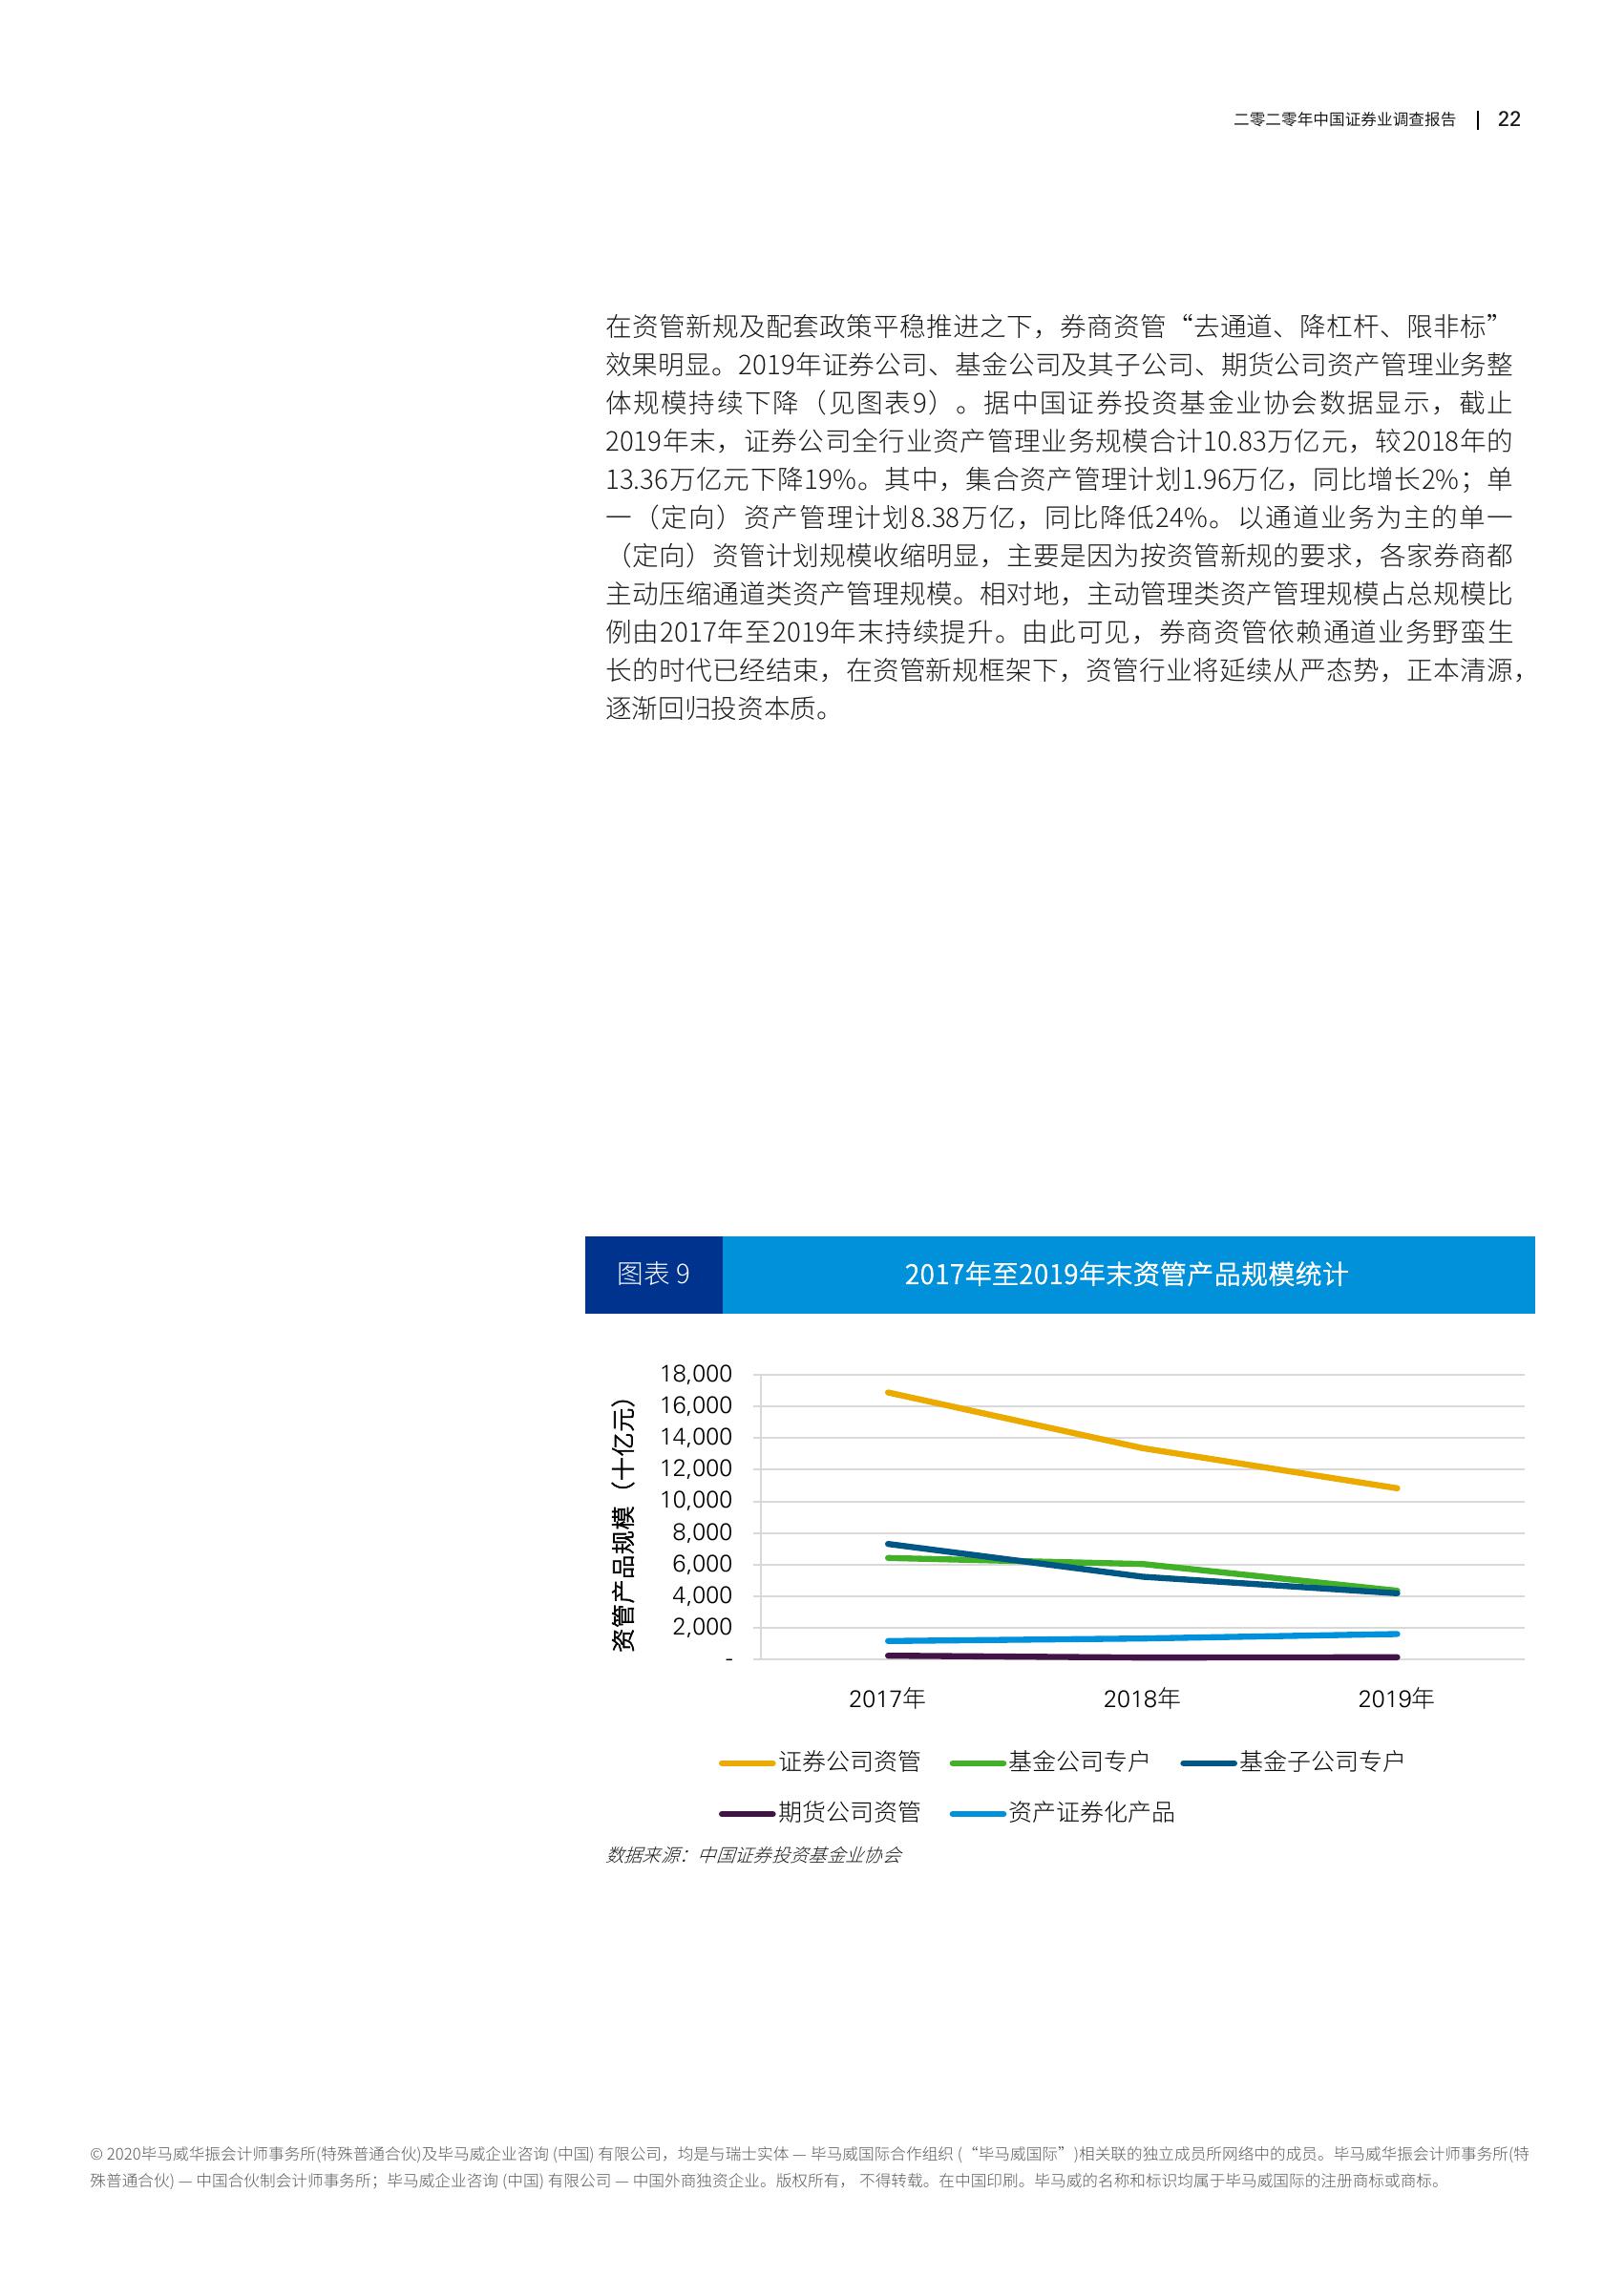 二零二零年中国证券业调查报告 | 22
在资管新规及配套政策平稳推进之下，券商资管“去通道、降杠杆、限非标”
效果明显。2019年证券公司、基金公司及其子公司、期货公司资产管理业务整
体规模持续下降（见图表9）。据中国证券投资基金业协会数据显示，截止
2019年末，证券公司全行业资产管理业务规模合计10.83万亿元，较2018年的
13.36万亿元下降19%。其中，集合资产管理计划1.96万亿，同比增长2%；单
一（定向）资产管理计划8.38万亿，同比降低24%。以通道业务为主的单一
（定向）资管计划规模收缩明显，主要是因为按资管新规的要求，各家券商都
主动压缩通道类资产管理规模。相对地，主动管理类资产管理规模占总规模比
例由2017年至2019年末持续提升。由此可见，券商资管依赖通道业务野蛮生
长的时代已经结束，在资管新规框架下，资管行业将延续从严态势，正本清源，
逐渐回归投资本质。
图表 9
2017年至2019年末资管产品规模统计
资管产品规模（十亿元）
18,000
16,000
14,000
12,000
10,000
8,000
6,000
4,000
2,000
-
2017年
2018年
2019年
证券公司资管
基金公司专户
基金子公司专户
期货公司资管
资产证券化产品
数据来源：中国证券投资基金业协会
© 2020毕马威华振会计师事务所(特殊普通合伙)及毕马威企业咨询 (中国) 有限公司，均是与瑞士实体 — 毕马威国际合作组织 (“毕马威国际”)相关联的独立成员所网络中的成员。毕马威华振会计师事务所(特
殊普通合伙) — 中国合伙制会计师事务所；毕马威企业咨询 (中国) 有限公司 — 中国外商独资企业。版权所有， 不得转载。在中国印刷。毕马威的名称和标识均属于毕马威国际的注册商标或商标。